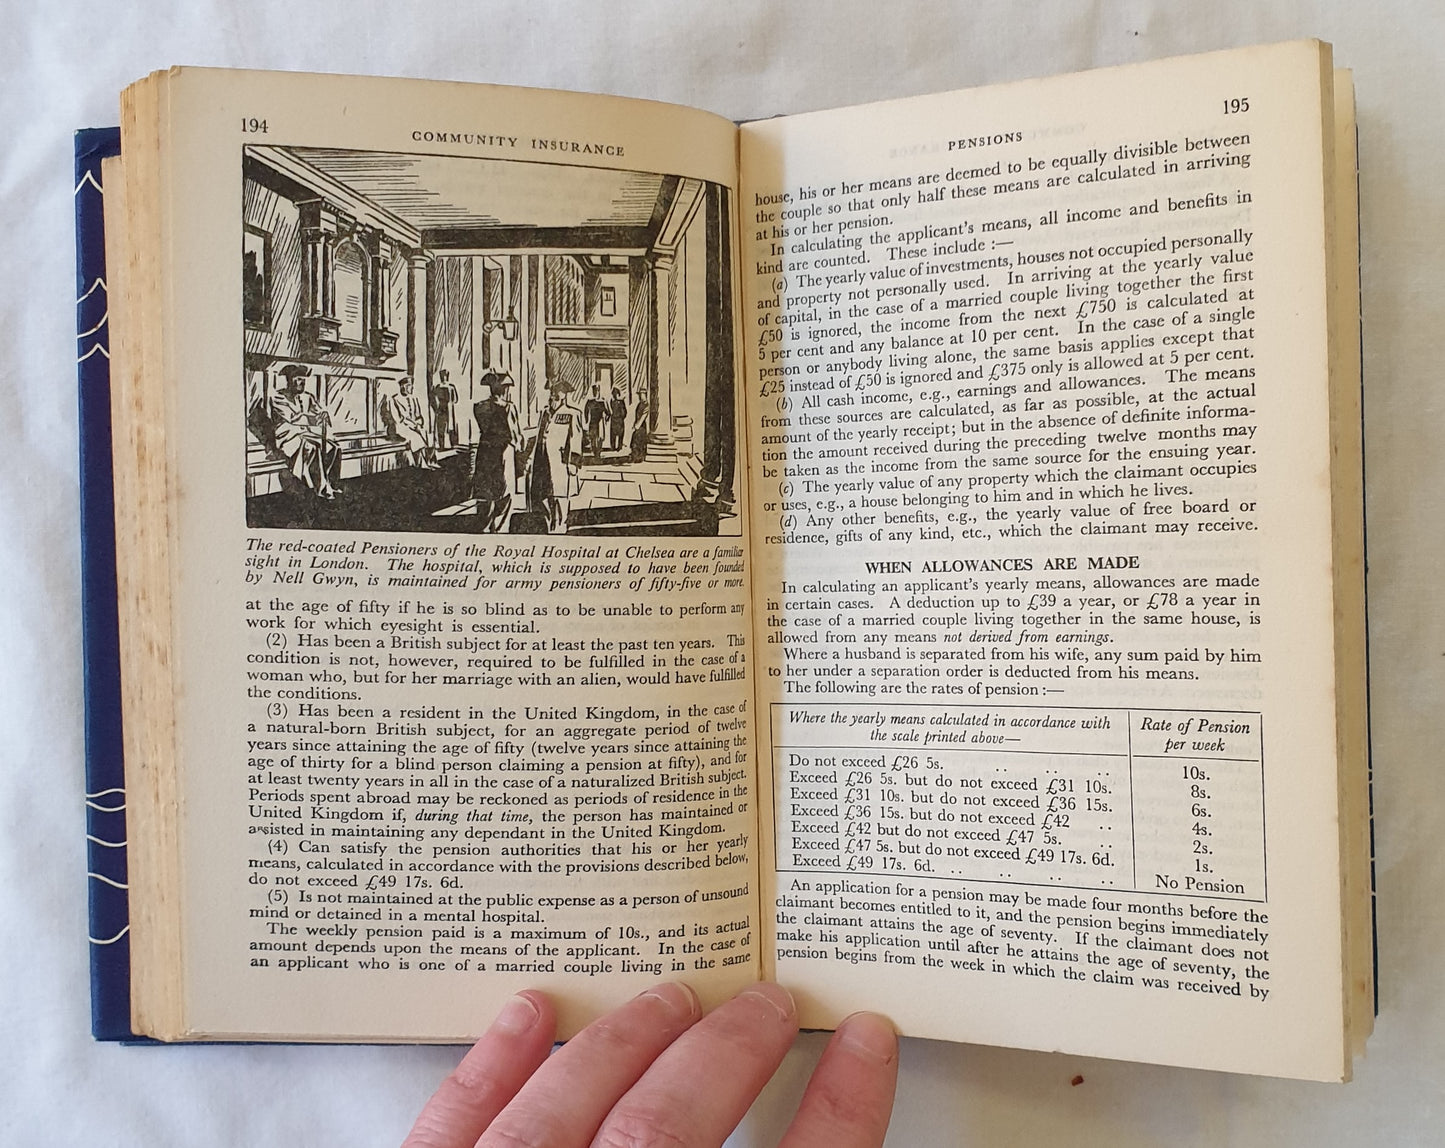 194
COMMUNITY INSURANCE
The red-coated Pensioners of the Royal Hospital at Chelsea are a familiar
sight in London. The hospital, which is supposed to have been founded
by Nell Gwyn, is maintained for army pensioners of fifty-five or more.
at the age of fifty if he is so blind as to be unable to perform any
work for which eyesight is essential.
(2) Has been a British subject for at least the past ten years. This
condition is not, however, required to be fulfilled in the case of a
woman who, but for her marriage with an alien, would have fulfilled
the conditions.
(3) Has been a resident in the United Kingdom, in the case of
a natural-born British subject, for an aggregate period of twelve
years since attaining the age of fifty (twelve years since attaining the
age of thirty for a blind person claiming a pension at fifty), and for
at least twenty years in all in the case of a naturalized British subject.
Periods spent abroad may be reckoned as periods of residence in the
United Kingdom if, during that time, the person has maintained or
assisted in maintaining any dependant in the United Kingdom.
(4) Can satisfy the pension authorities that his or her yearly
means, calculated in accordance with the provisions described below,
do not exceed £49 17s. 6d.
(5) Is not maintained at the public expense as a person of unsound
mind or detained in a mental hospital.
The weekly pension paid is a maximum of 10s., and its actual
amount depends upon the means of the applicant. In the case of
an applicant who is one of a married couple living in the same
195
PENSIONS
house, his or her means are deemed to be equally divisible between
the couple so that only half these means are calculated in arriving
at his or her pension.
In calculating the applicant's means, all income and benefits in
kind are counted. These include :—
(a) The yearly value of investments, houses not occupied personally
and property not personally used. In arriving at the yearly value
of capital, in the case of a married couple living together the first
£50 is ignored, the income from the next £750 is calculated at
5 per cent and any balance at 10 per cent. In the case of a single
person or anybody living alone, the same basis applies except that
£25 instead of £50 is ignored and £375 only is allowed at 5 per cent.
(b) All cash income, e.g., earnings and allowances. The means
from these sources are calculated, as far as possible, at the actual
amount of the yearly receipt; but in the absence of definite informa-
tion the amount received during the preceding twelve months may
be taken as the income from the same source for the ensuing year.
(c) The yearly value of any property which the claimant occupies
or uses, e.g., a house belonging to him and in which he lives.
(d) Any other benefits, e.g., the yearly value of free board or
residence, gifts of any kind, etc., which the claimant may receive.
WHEN ALLOWANCES ARE MADE
In calculating an applicant's yearly means, allowances are made
in certain cases. A deduction up to £39 a year, or £78 a year in
the case of a married couple living together in the same house, is
allowed from any means not derived from earnings.
Where a husband is separated from his wife, any sum paid by him
to her under a separation order is deducted from his means.
The following are the rates of pension :—
Where the yearly means calculated in accordance with
the scale printed above—
Rate of Pension
per week
Do not exceed £26 5s. .. .. .. 10s.
Exceed £26 5s. but do not exceed £31 10s. 8s.
Exceed £31 10s. but do not exceed £36 15s. 6s.
Exceed £36 15s. but do not exceed £42 .. 4s.
Exceed £42 but do not exceed £47 5s. .. 2s.
Exceed £47 5s. but do not exceed £49 17s. 6d. 1s.
Exceed £49 17s. 6d. .. .. .. .. No Pension
An application for a pension may be made four months before the
claimant becomes entitled to it, and the pension begins immediately
the claimant attains the age of seventy. If the claimant does not
make his application until after he attains the age of seventy, the
pension begins from the week in which the claim was received by